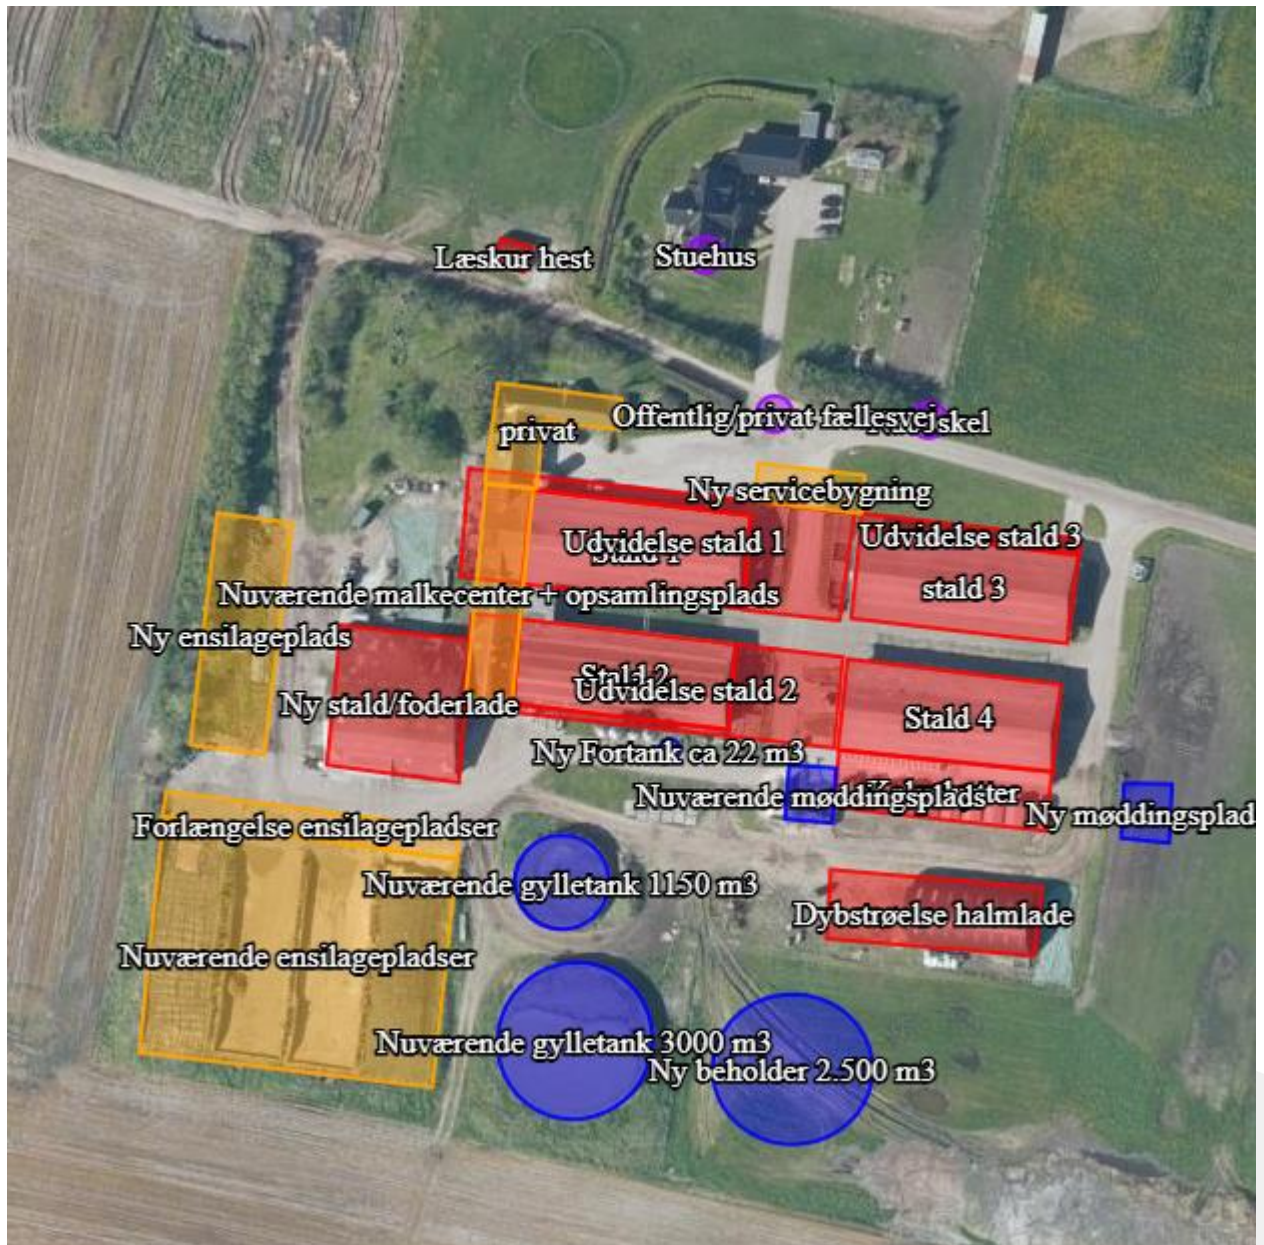 Læskur hest
Stuehus
Offentlig/privat fællesvej
skel
privat
Ny servicebygning
Udvidelse stald 1
Udvidelse stald 3
stald 3
Nuværende malkecenter + opsamlingsplads
Ny ensilageplads
Stald 2
Udvidelse stald 2
Ny stald/foderlade
Stald 4
Ny Fortank ca 22 m3
Nuværende møddingsplads
Ny møddingsplad
Forlængelse ensilagepladser
Nuværende gylletank 1150 m3
Dybstrøelse halmlade
Nuværende ensilagepladser
Nuværende gylletank 3000 m3
Ny beholder 2.500 m3